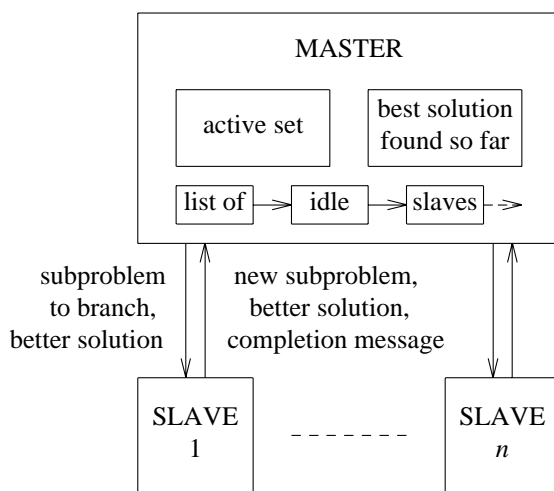 MASTER
active set
best solution
found so far
list of
idle
slaves
subproblem
to branch,
better solution
new subproblem,
better solution,
completion message
SLAVE
1
SLAVE
n